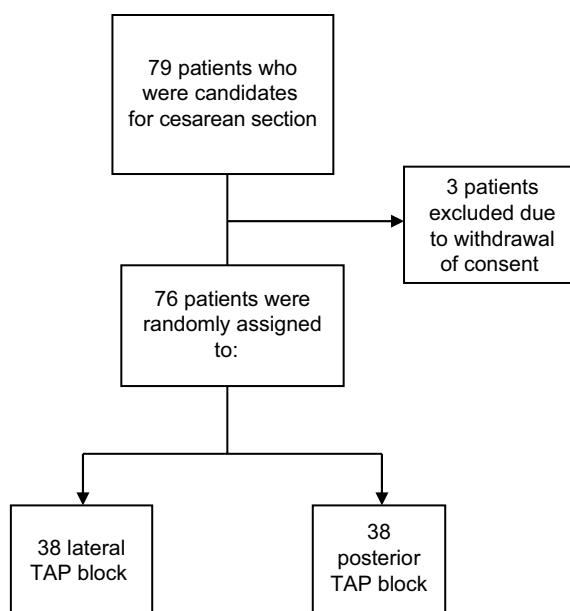 79 patients who
were candidates
for cesarean section
3 patients
excluded due
to withdrawal
of consent
76 patients were
randomly assigned
to:
38 lateral
TAP block
38
posterior
TAP block